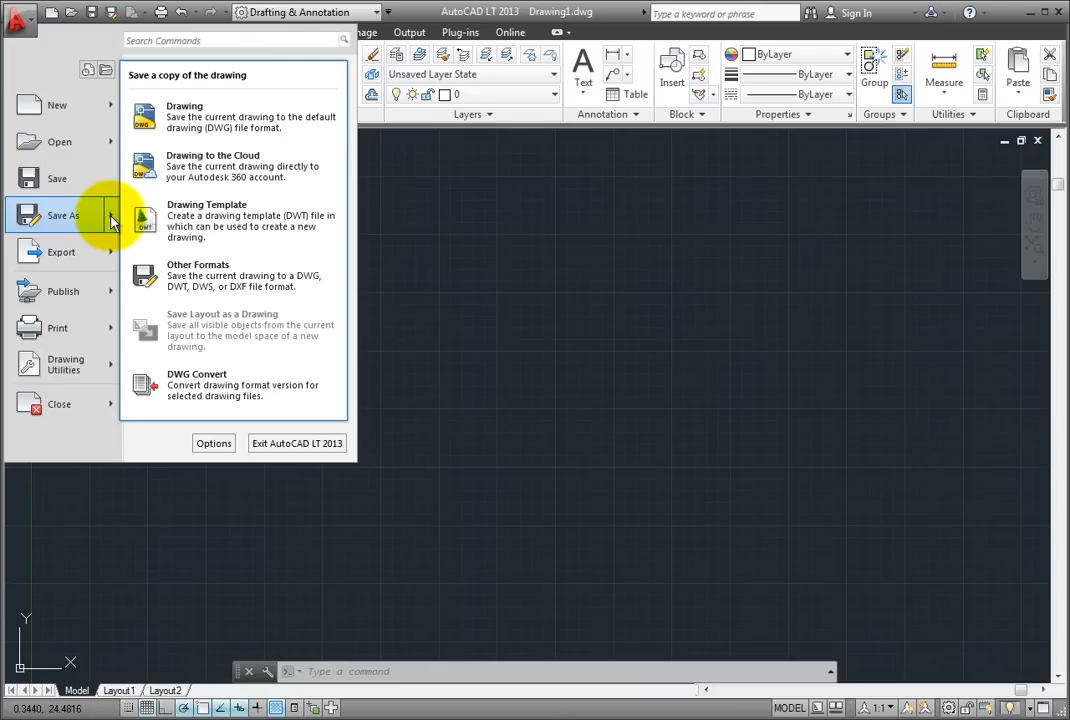 Drafting & Annotation
AutoCAD LT 2013 Drawing1.dwg
Type a keyword or phrase
Sign In
nage Output Plug-ins Online
Search Commands
Save a copy of the drawing
New
Open
Save
Save As
Export
Publish
Print
Drawing
Utilities
Close
Drawing
Save the current drawing to the default
drawing (DWG) file format.
Drawing to the Cloud
Save the current drawing directly to
your Autodesk 360 account.
Drawing Template
Create a drawing template (DWT) file in
which can be used to create a new
drawing.
Other Formats
Save the current drawing to a DWG,
DWT, DWS, or DXF file format.
Save Layout as a Drawing
Save all visible objects from the current
layout to the model space of a new
drawing.
DWG Convert
Convert drawing format version for
selected drawing files.
Options
Exit AutoCAD LT 2013
Unsaved Layer State
0
Layers
Text
Table
Annotation
Insert
Block
ByLayer
ByLayer
ByLayer
Properties
Group
Groups
Measure
Utilities
Paste
Clipboard
DWG
DWT
Y
X
Type a command
Model Layout1 Layout2
0.3440, 24.4816
MODEL
1:1